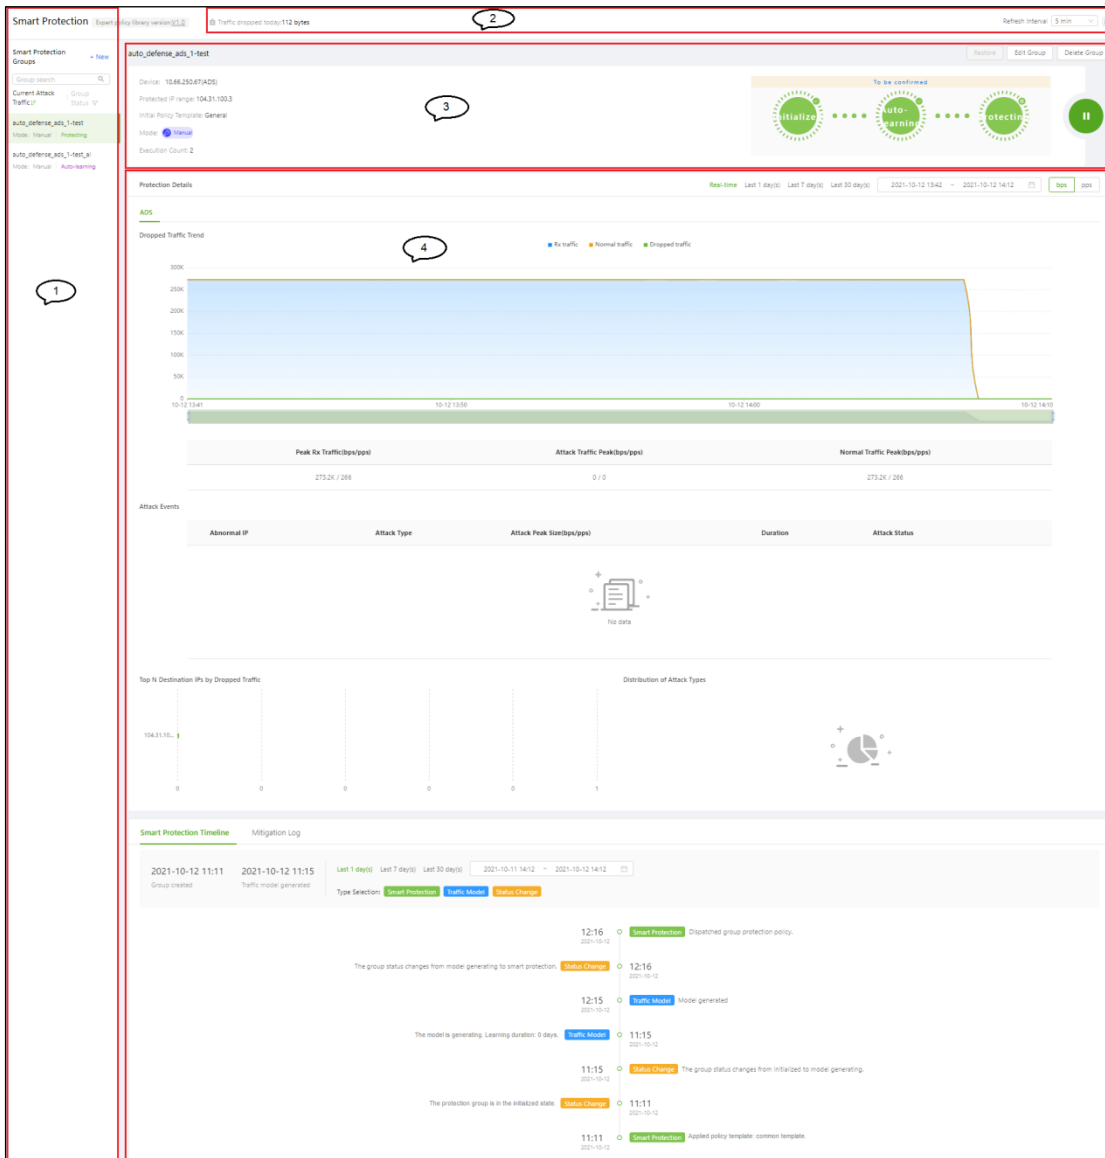 Smart Protection Expert policy library version:V1.0
Traffic dropped today:112 bytes
2
Refresh Interval 5 min
Smart Protection Groups + New
Group search
Current Attack Traffic Group Status
auto_defense_ads_1-test
Mode: Manual Protecting
auto_defense_ads_1-test_al
Mode: Manual Auto-learning
1
auto_defense_ads_1-test
Restore Edit Group Delete Group
Device: 10.66.250.67(ADS)
Protected IP range: 104.31.100.3
Initial Policy Template: General
Mode: Manual
Execution Count: 2
3
To be confirmed
nitialize Auto- earning rotectin
Protection Details
Real-time Last 1 day(s) Last 7 day(s) Last 30 day(s) 2021-10-12 13:42 ~ 2021-10-12 14:12 bps pps
ADS
Dropped Traffic Trend
4
Rx traffic Normal traffic Dropped traffic
300K
250K
200K
150K
100K
50K
0
10-12 13:41 10-12 13:50 10-12 14:00 10-12 14:10
Peak Rx Traffic(bps/pps) Attack Traffic Peak(bps/pps) Normal Traffic Peak(bps/pps)
273.2K / 266 0 / 0 273.2K / 266
Attack Events
Abnormal IP Attack Type Attack Peak Size(bps/pps) Duration Attack Status
No data
Top N Destination IPs by Dropped Traffic
Distribution of Attack Types
104.31.10...
0 0 0 0 0 1
Smart Protection Timeline Mitigation Log
2021-10-12 11:11 2021-10-12 11:15
Group created Traffic model generated
Last 1 day(s) Last 7 day(s) Last 30 day(s) 2021-10-11 14:12 ~ 2021-10-12 14:12
Type Selection: Smart Protection Traffic Model Status Change
12:16 Smart Protection Dispatched group protection policy.
2021-10-12
The group status changes from model generating to smart protection. Status Change 12:16
2021-10-12
12:15 Traffic Model Model generated
2021-10-12
The model is generating. Learning duration: 0 days. Traffic Model 11:15
2021-10-12
11:15 Status Change The group status changes from initialized to model generating.
2021-10-12
The protection group is in the initialized state. Status Change 11:11
2021-10-12
11:11 Smart Protection Applied policy template: common template.
2021-10-12